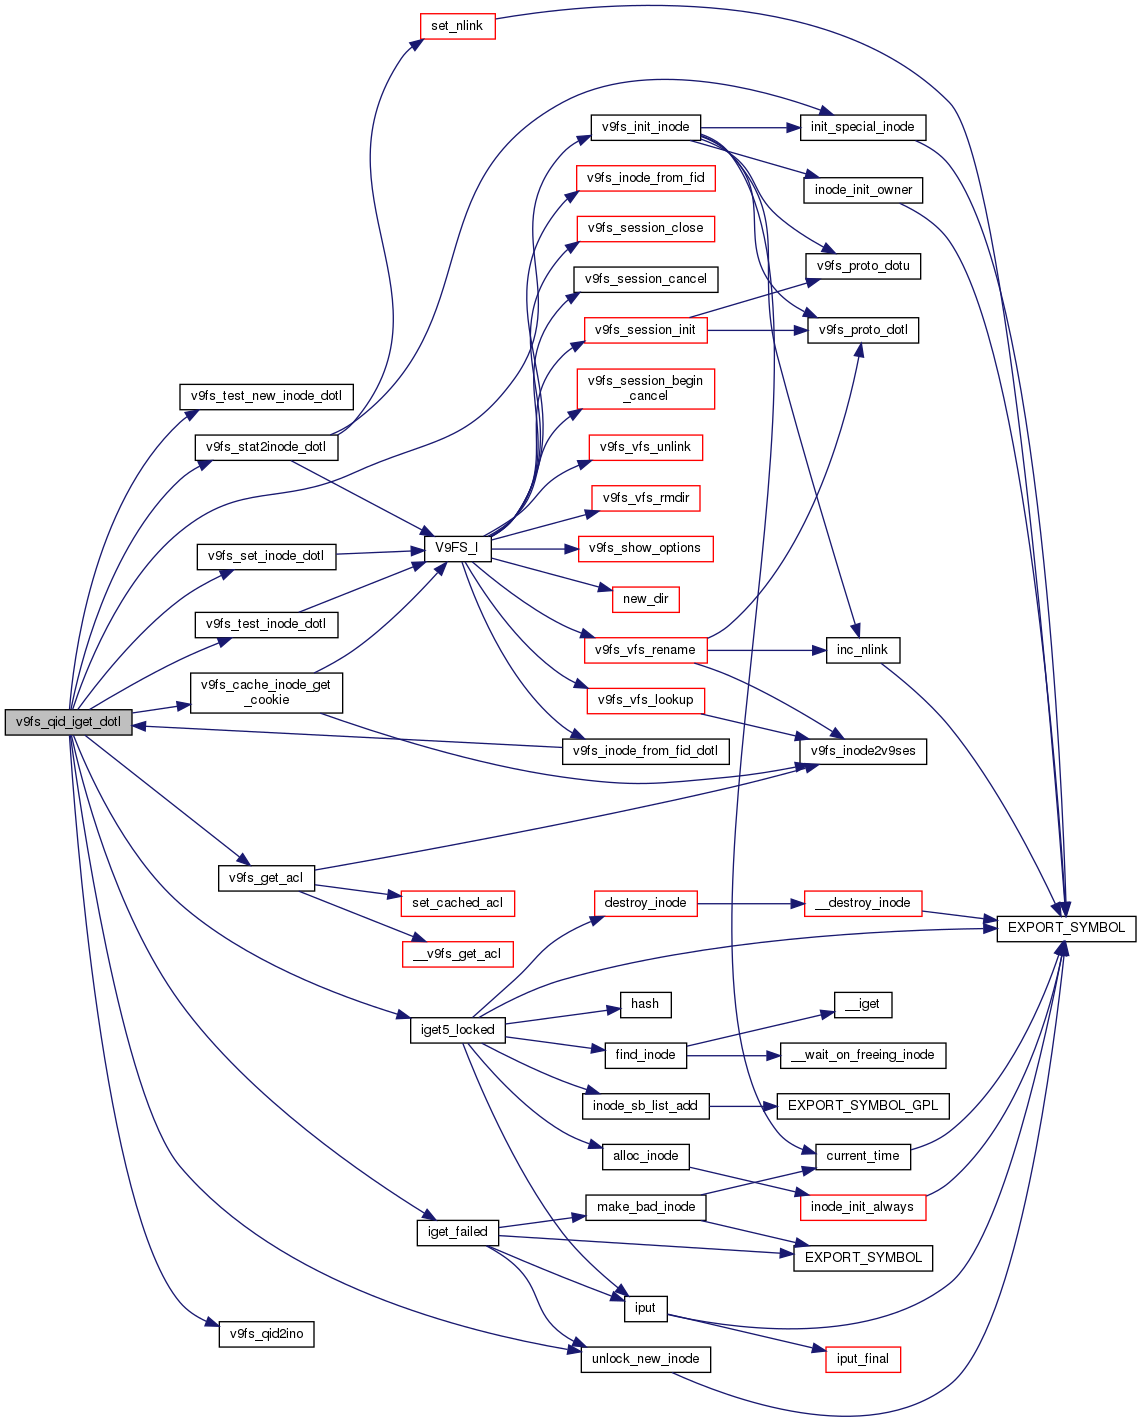 set_nlink
v9fs_init_inode
init_special_inode
v9fs_inode_from_fid
inode_init_owner
v9fs_session_close
v9fs_proto_dotu
v9fs_session_cancel
v9fs_session_init
v9fs_proto_dotl
v9fs_session_begin
_cancel
v9fs_test_new_inode_dotl
v9fs_stat2inode_dotl
v9fs_vfs_unlink
v9fs_vfs_rmdir
v9fs_set_inode_dotl
V9FS_I
v9fs_show_options
new_dir
v9fs_test_inode_dotl
v9fs_vfs_rename
inc_nlink
v9fs_cache_inode_get
_cookie
v9fs_vfs_lookup
v9fs_qid_iget_dotl
v9fs_inode_from_fid_dotl
v9fs_inode2v9ses
v9fs_get_acl
set_cached_acl
destroy_inode
__destroy_inode
EXPORT_SYMBOL
__v9fs_get_acl
hash
__iget
iget5_locked
find_inode
__wait_on_freeing_inode
inode_sb_list_add
EXPORT_SYMBOL_GPL
alloc_inode
current_time
make_bad_inode
inode_init_always
iget_failed
EXPORT_SYMBOL
iput
v9fs_qid2ino
unlock_new_inode
iput_final